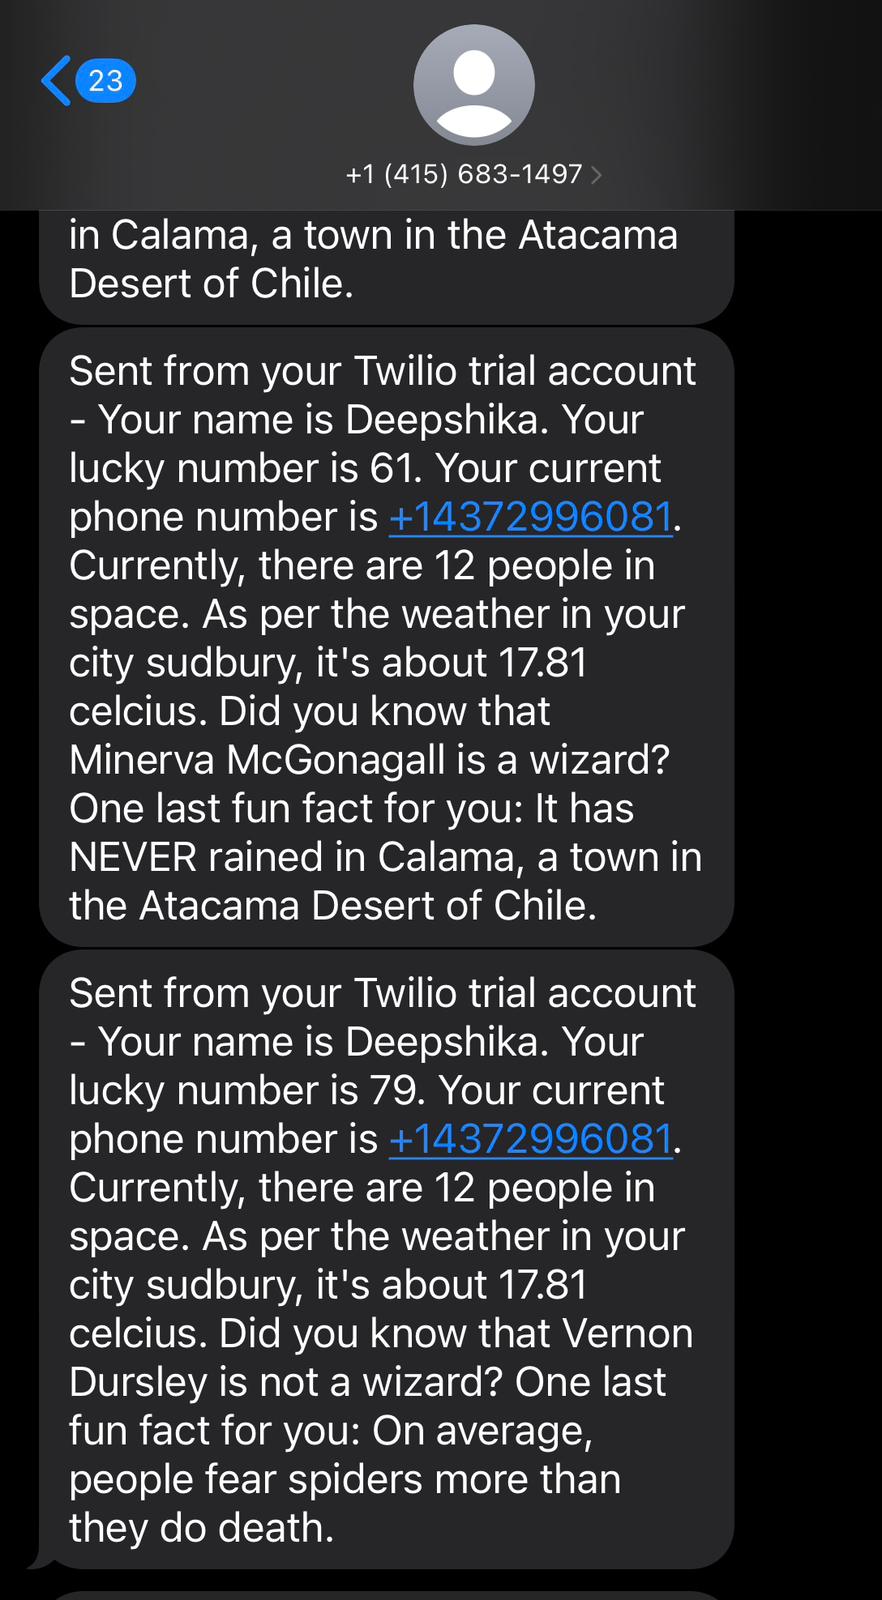 23
+1 (415) 683-1497
in Calama, a town in the Atacama
Desert of Chile.
Sent from your Twilio trial account
- Your name is Deepshika. Your
lucky number is 61. Your current
phone number is +14372996081.
Currently, there are 12 people in
space. As per the weather in your
city sudbury, it's about 17.81
celcius. Did you know that
Minerva McGonagall is a wizard?
One last fun fact for you: It has
NEVER rained in Calama, a town in
the Atacama Desert of Chile.
Sent from your Twilio trial account
- Your name is Deepshika. Your
lucky number is 79. Your current
phone number is +14372996081.
Currently, there are 12 people in
space. As per the weather in your
city sudbury, it's about 17.81
celcius. Did you know that Vernon
Dursley is not a wizard? One last
fun fact for you: On average,
people fear spiders more than
they do death.